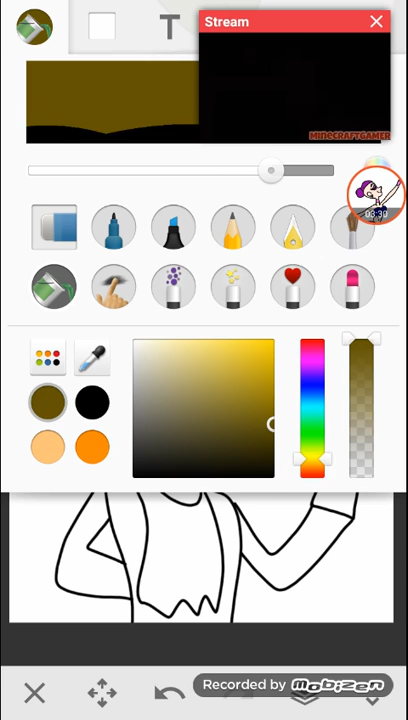 T
Stream
MINECRAFTGAMER
03:30
Recorded by MOBIZEN